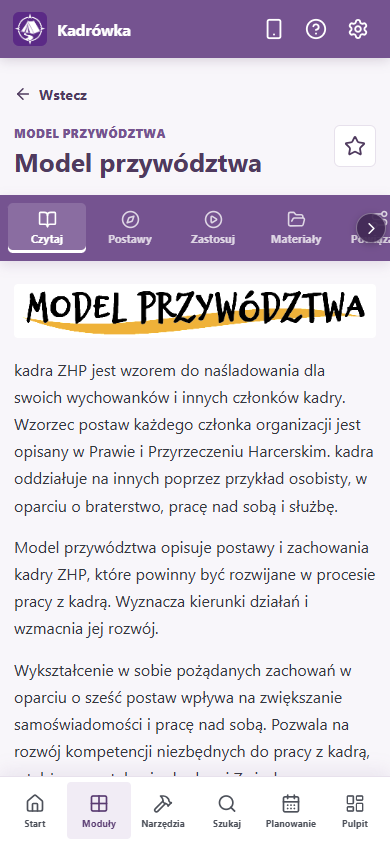 Kadrówka
Wstecz
MODEL PRZYWÓDZTWA
Model przywództwa
Czytaj
Postawy
Zastosuj
Materiały
MODEL PRZYWÓDZTWA
kadra ZHP jest wzorem do naśladowania dla
swoich wychowanków i innych członków kadry.
Wzorzec postaw każdego członka organizacji jest
opisany w Prawie i Przyrzeczeniu Harcerskim. kadra
oddziałuje na innych poprzez przykład osobisty, w
oparciu o braterstwo, pracę nad sobą i służbę.
Model przywództwa opisuje postawy i zachowania
kadry ZHP, które powinny być rozwijane w procesie
pracy z kadrą. Wyznacza kierunki działań i
wzmacnia jej rozwój.
Wykształcenie w sobie pożądanych zachowań w
oparciu o sześć postaw wpływa na zwiększanie
samoświadomości i pracę nad sobą. Pozwala na
rozwój kompetencji niezbędnych do pracy z kadrą,
Start
Moduły
Narzędzia
Szukaj
Planowanie
Pulpit